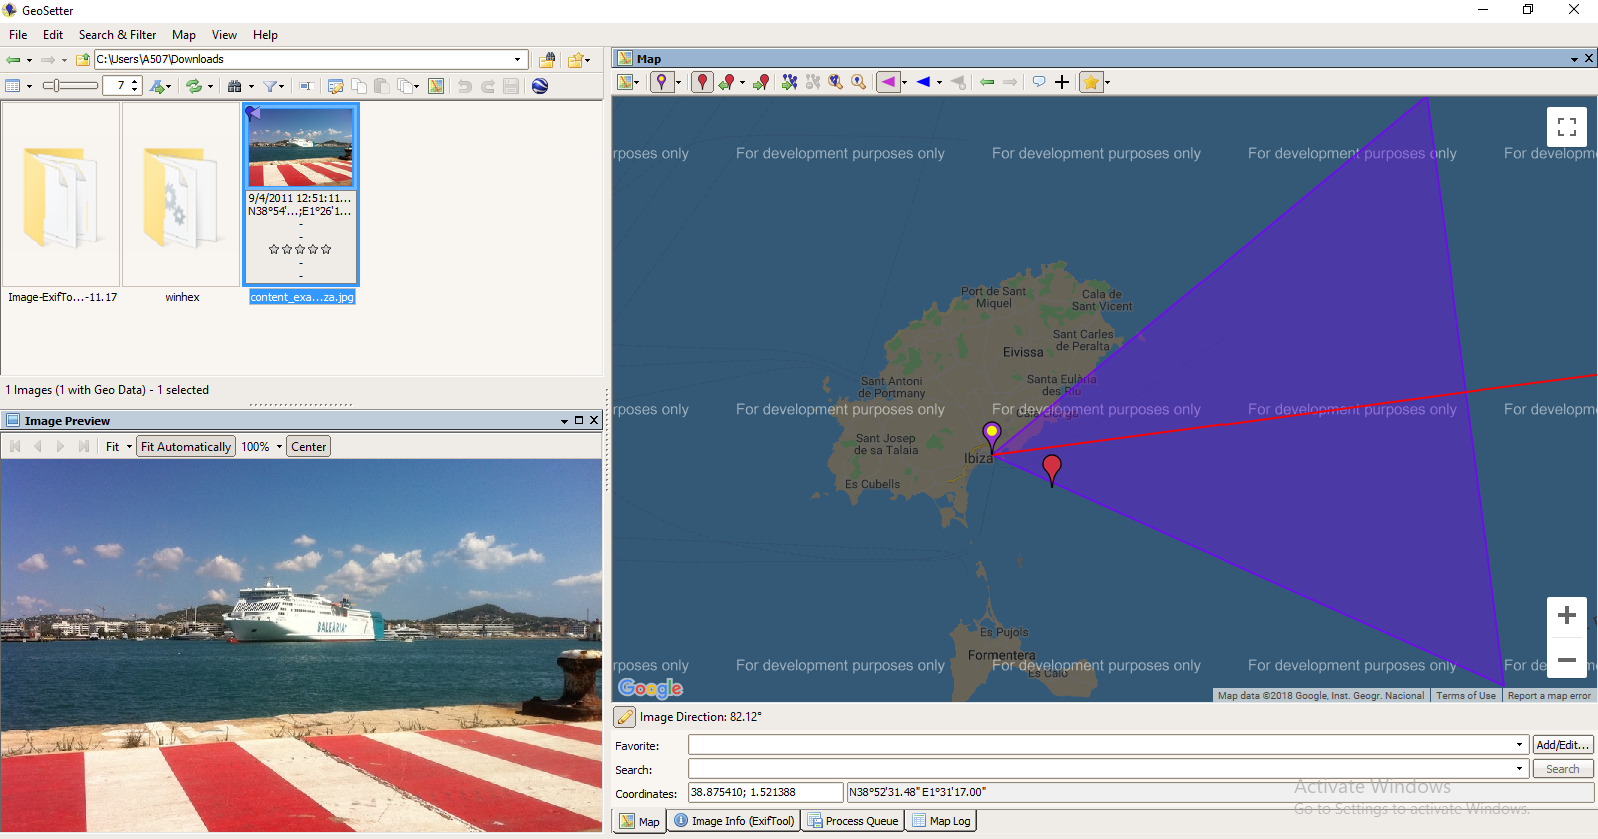 GeoSetter
File Edit Search & Filter Map View Help
C:\Users\A507\Downloads
7
9/4/2011 12:51:11...
N38°54'...;E1°26'1...
-
-
-
-
Image-ExifTo...-11.17
winhex
content_exa...za.jpg
1 Images (1 with Geo Data) - 1 selected
Image Preview
Fit Fit Automatically 100% Center
BALEÀRIA
Map
rposes only For development purposes only For development purposes only For development purposes only For developm
Port de Sant
Miquel
Cala de
Sant Vicent
Sant Carles
de Peralta
Eivissa
Sant Antoni
de Portmany
Santa Eulària
des Riu
rposes only For development purposes only For development purposes only For development purposes only For developm
Cala Llonga
Sant Josep
de sa Talaia
Ibiza
Es Cubells
Es Pujols
Formentera
rposes only For development purposes only For development purposes only For development purposes only For de
Es Caló
Google
Map data ©2018 Google, Inst. Geogr. Nacional Terms of Use Report a map error
Image Direction: 82.12°
Favorite: Add/Edit...
Search: Search
Coordinates: 38.875410; 1.521388 N38°52'31.48" E1°31'17.00"
Activate Windows
Go to Settings to activate Windows.
Map Image Info (ExifTool) Process Queue Map Log